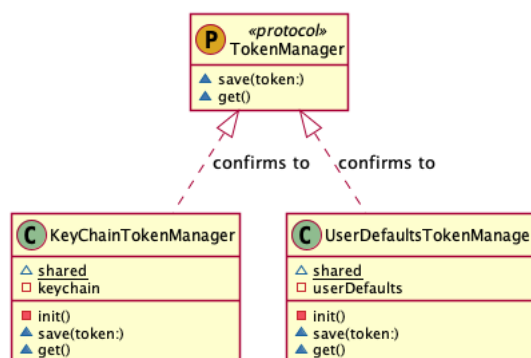 P
«protocol»
TokenManager
save(token:)
get()
confirms to
confirms to
C
KeyChainTokenManager
shared
keychain
init()
save(token:)
get()
C
UserDefaultsTokenManage
shared
userDefaults
init()
save(token:)
get()